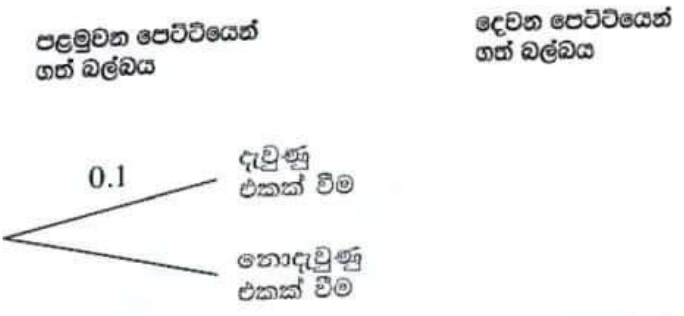 පළමුවන පෙට්ටියෙන්
ගත් බල්බය
දෙවන පෙට්ටියෙන්
ගත් බල්බය
0.1
දැවුණු
එකක් වීම
නොදැවුණු
එකක් වීම